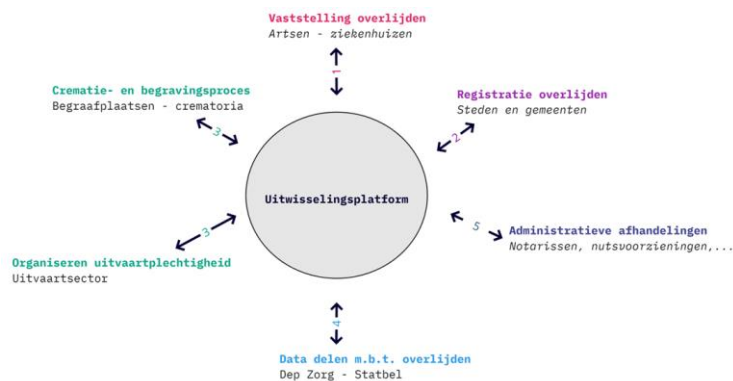 Vaststelling overlijden
Artsen - ziekenhuizen
1
Crematie- en begravingsproces
Begraafplaatsen - crematoria
3
Registratie overlijden
Steden en gemeenten
2
Uitwisselingsplatform
Administratieve afhandelingen
Notarissen, nutsvoorzieningen,...
5
Organiseren uitvaartplechtigheid
Uitvaartsector
3
4
Data delen m.b.t. overlijden
Dep Zorg - Statbel